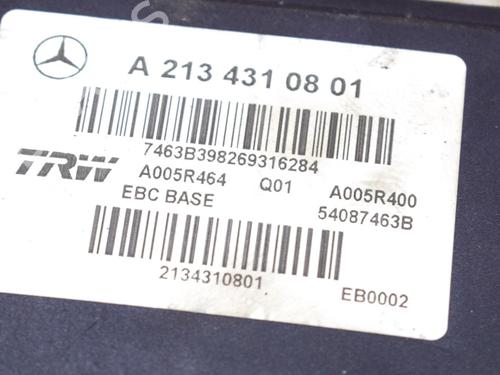 A 213 431 08 01
7463B398269316284
TRW A005R464 Q01 A005R400
EBC BASE 54087463B
2134310801 EB0002